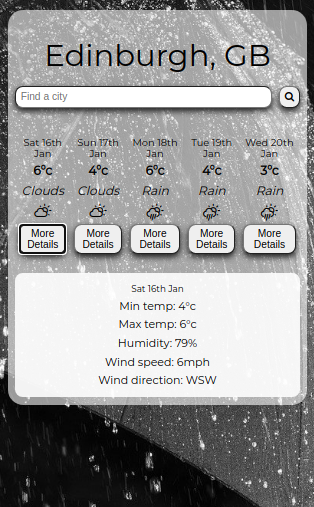 Edinburgh, GB
Find a city
Sat 16th Jan
6°c
Clouds
More Details
Sun 17th Jan
4°c
Clouds
More Details
Mon 18th Jan
6°c
Rain
More Details
Tue 19th Jan
4°c
Rain
More Details
Wed 20th Jan
3°c
Rain
More Details
Sat 16th Jan
Min temp: 4°c
Max temp: 6°c
Humidity: 79%
Wind speed: 6mph
Wind direction: WSW